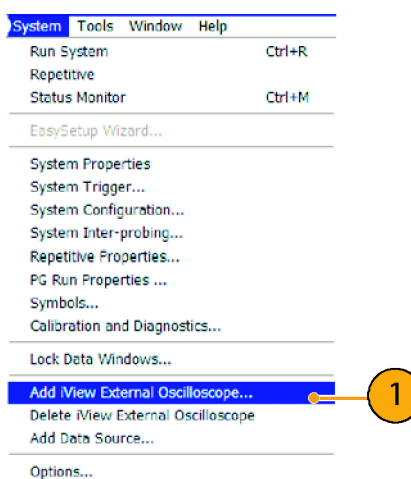 System Tools Window Help
Run System Ctrl+R
Repetitive
Status Monitor Ctrl+M
EasySetup Wizard...
System Properties
System Trigger...
System Configuration...
System Inter-probing...
Repetitive Properties...
PG Run Properties ...
Symbols...
Calibration and Diagnostics...
Lock Data Windows...
Add iView External Oscilloscope...
1
Delete iView External Oscilloscope
Add Data Source...
Options...